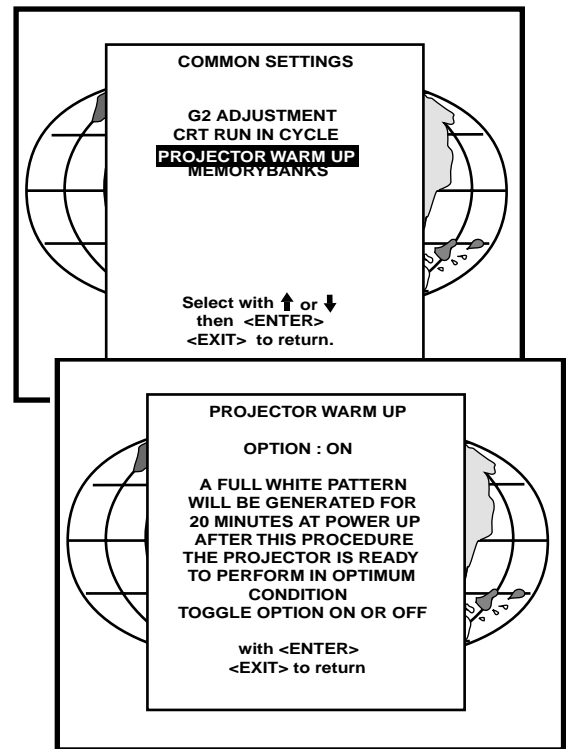 COMMON SETTINGS
G2 ADJUSTMENT
CRT RUN IN CYCLE
PROJECTOR WARM UP
MEMORYBANKS
Select with ↑ or ↓
then <ENTER>
<EXIT> to return.
PROJECTOR WARM UP
OPTION : ON
A FULL WHITE PATTERN
WILL BE GENERATED FOR
20 MINUTES AT POWER UP
AFTER THIS PROCEDURE
THE PROJECTOR IS READY
TO PERFORM IN OPTIMUM
CONDITION
TOGGLE OPTION ON OR OFF
with <ENTER>
<EXIT> to return